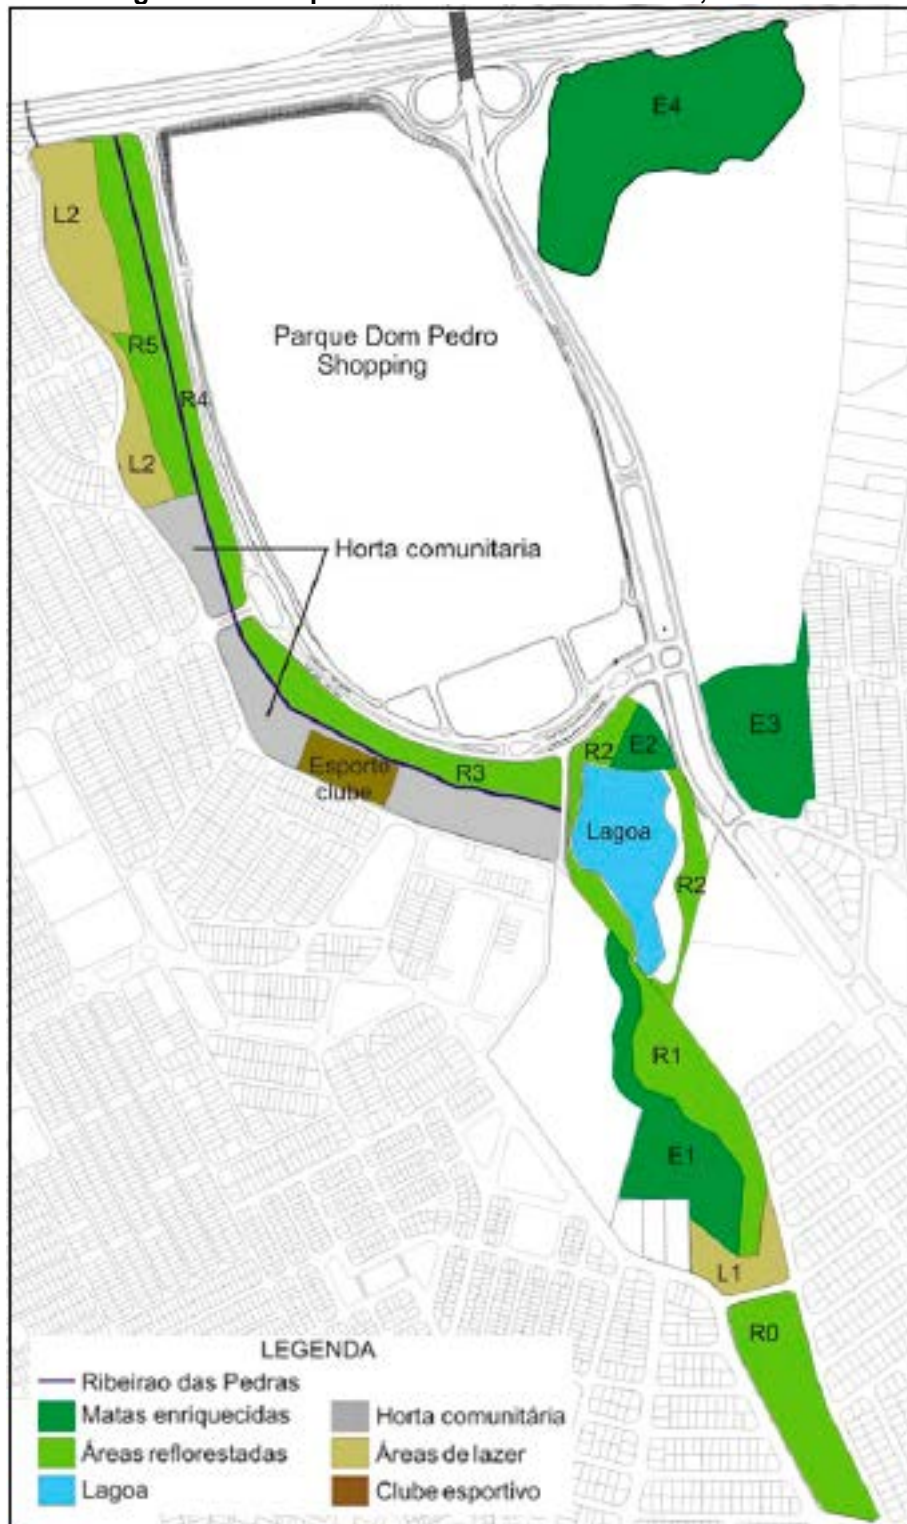 E4
L2
Parque Dom Pedro
Shopping
R5
R4
L2
Horta comunitaria
E3
R2
E2
Esporte
clube
R3
Lagoa
R2
R1
E1
L1
R0
LEGENDA
Ribeirao das Pedras
Matas enriquecidas
Horta comunitária
Áreas reflorestadas
Áreas de lazer
Lagoa
Clube esportivo